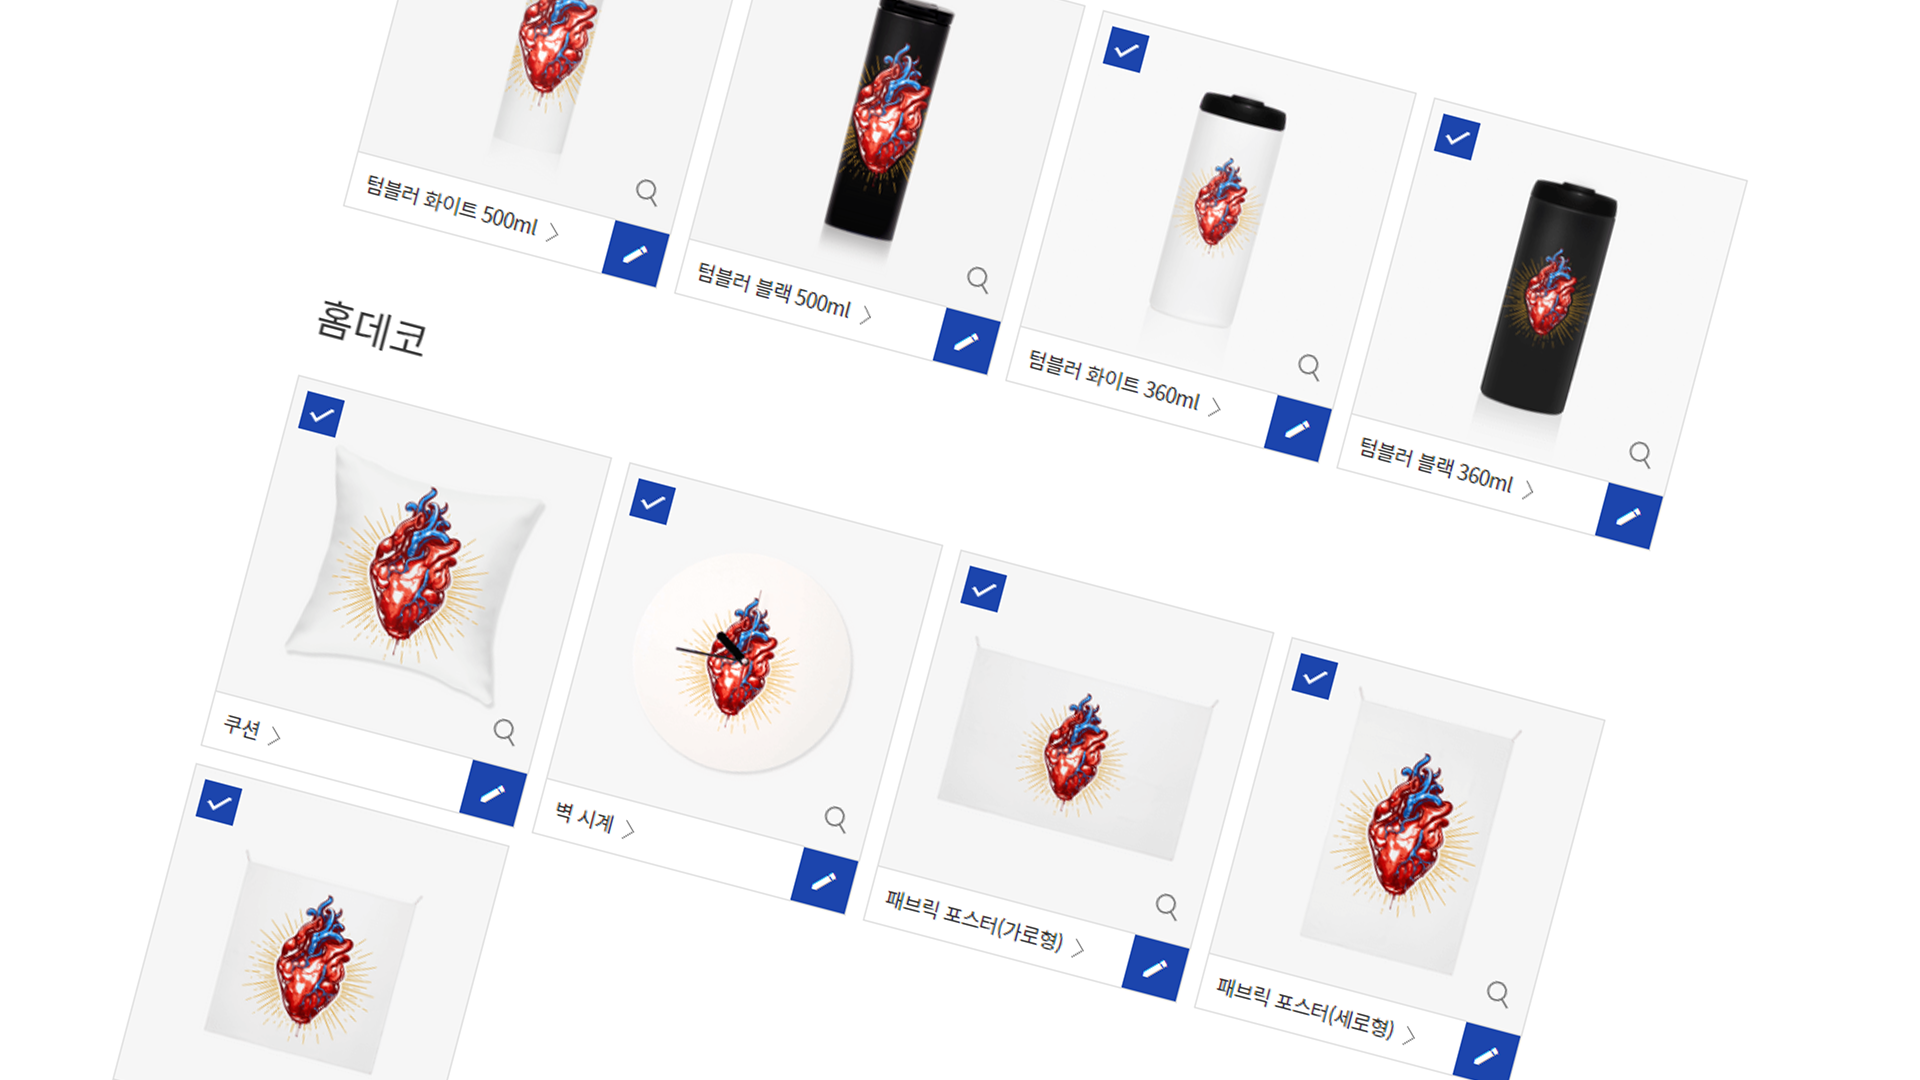 텀블러 화이트 500ml
텀블러 블랙 500ml
텀블러 화이트 360ml
텀블러 블랙 360ml
홈데코
쿠션
벽 시계
패브릭 포스터(가로형)
패브릭 포스터(세로형)